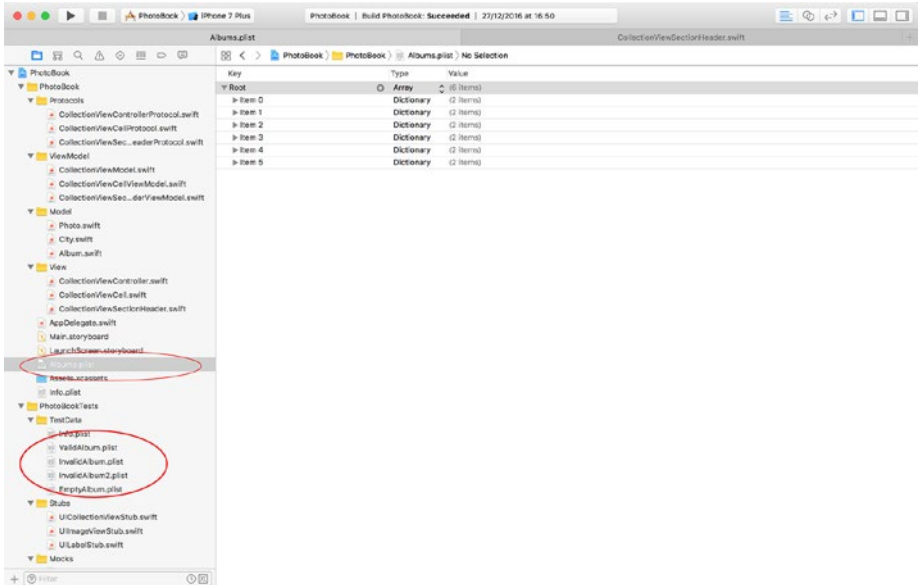 PhotoBook iPhone 7 Plus PhotoBook | Build PhotoBook: Succeeded | 27/12/2016 at 16:50
Albums.plist CollectionViewSectionHeader.swift
PhotoBook PhotoBook Albums.plist No Selection
PhotoBook
PhotoBook
Protocols
CollectionViewControllerProtocol.swift
CollectionViewCellProtocol.swift
CollectionViewSec...eaderProtocol.swift
ViewModel
CollectionViewModel.swift
CollectionViewCellViewModel.swift
CollectionViewSec...derViewModel.swift
Model
Photo.swift
City.swift
Album.swift
View
CollectionViewController.swift
CollectionViewCell.swift
CollectionViewSectionHeader.swift
AppDelegate.swift
Main.storyboard
LaunchScreen.storyboard
Albums.plist
Assets.xcassets
Info.plist
PhotoBookTests
TestData
Info.plist
ValidAlbum.plist
InvalidAlbum.plist
InvalidAlbum2.plist
EmptyAlbum.plist
Stubs
UICollectionViewStub.swift
UIImageViewStub.swift
UILabelStub.swift
Mocks
Filter
Key Type Value
Root Array (6 items)
Item 0 Dictionary (2 items)
Item 1 Dictionary (2 items)
Item 2 Dictionary (2 items)
Item 3 Dictionary (2 items)
Item 4 Dictionary (2 items)
Item 5 Dictionary (2 items)